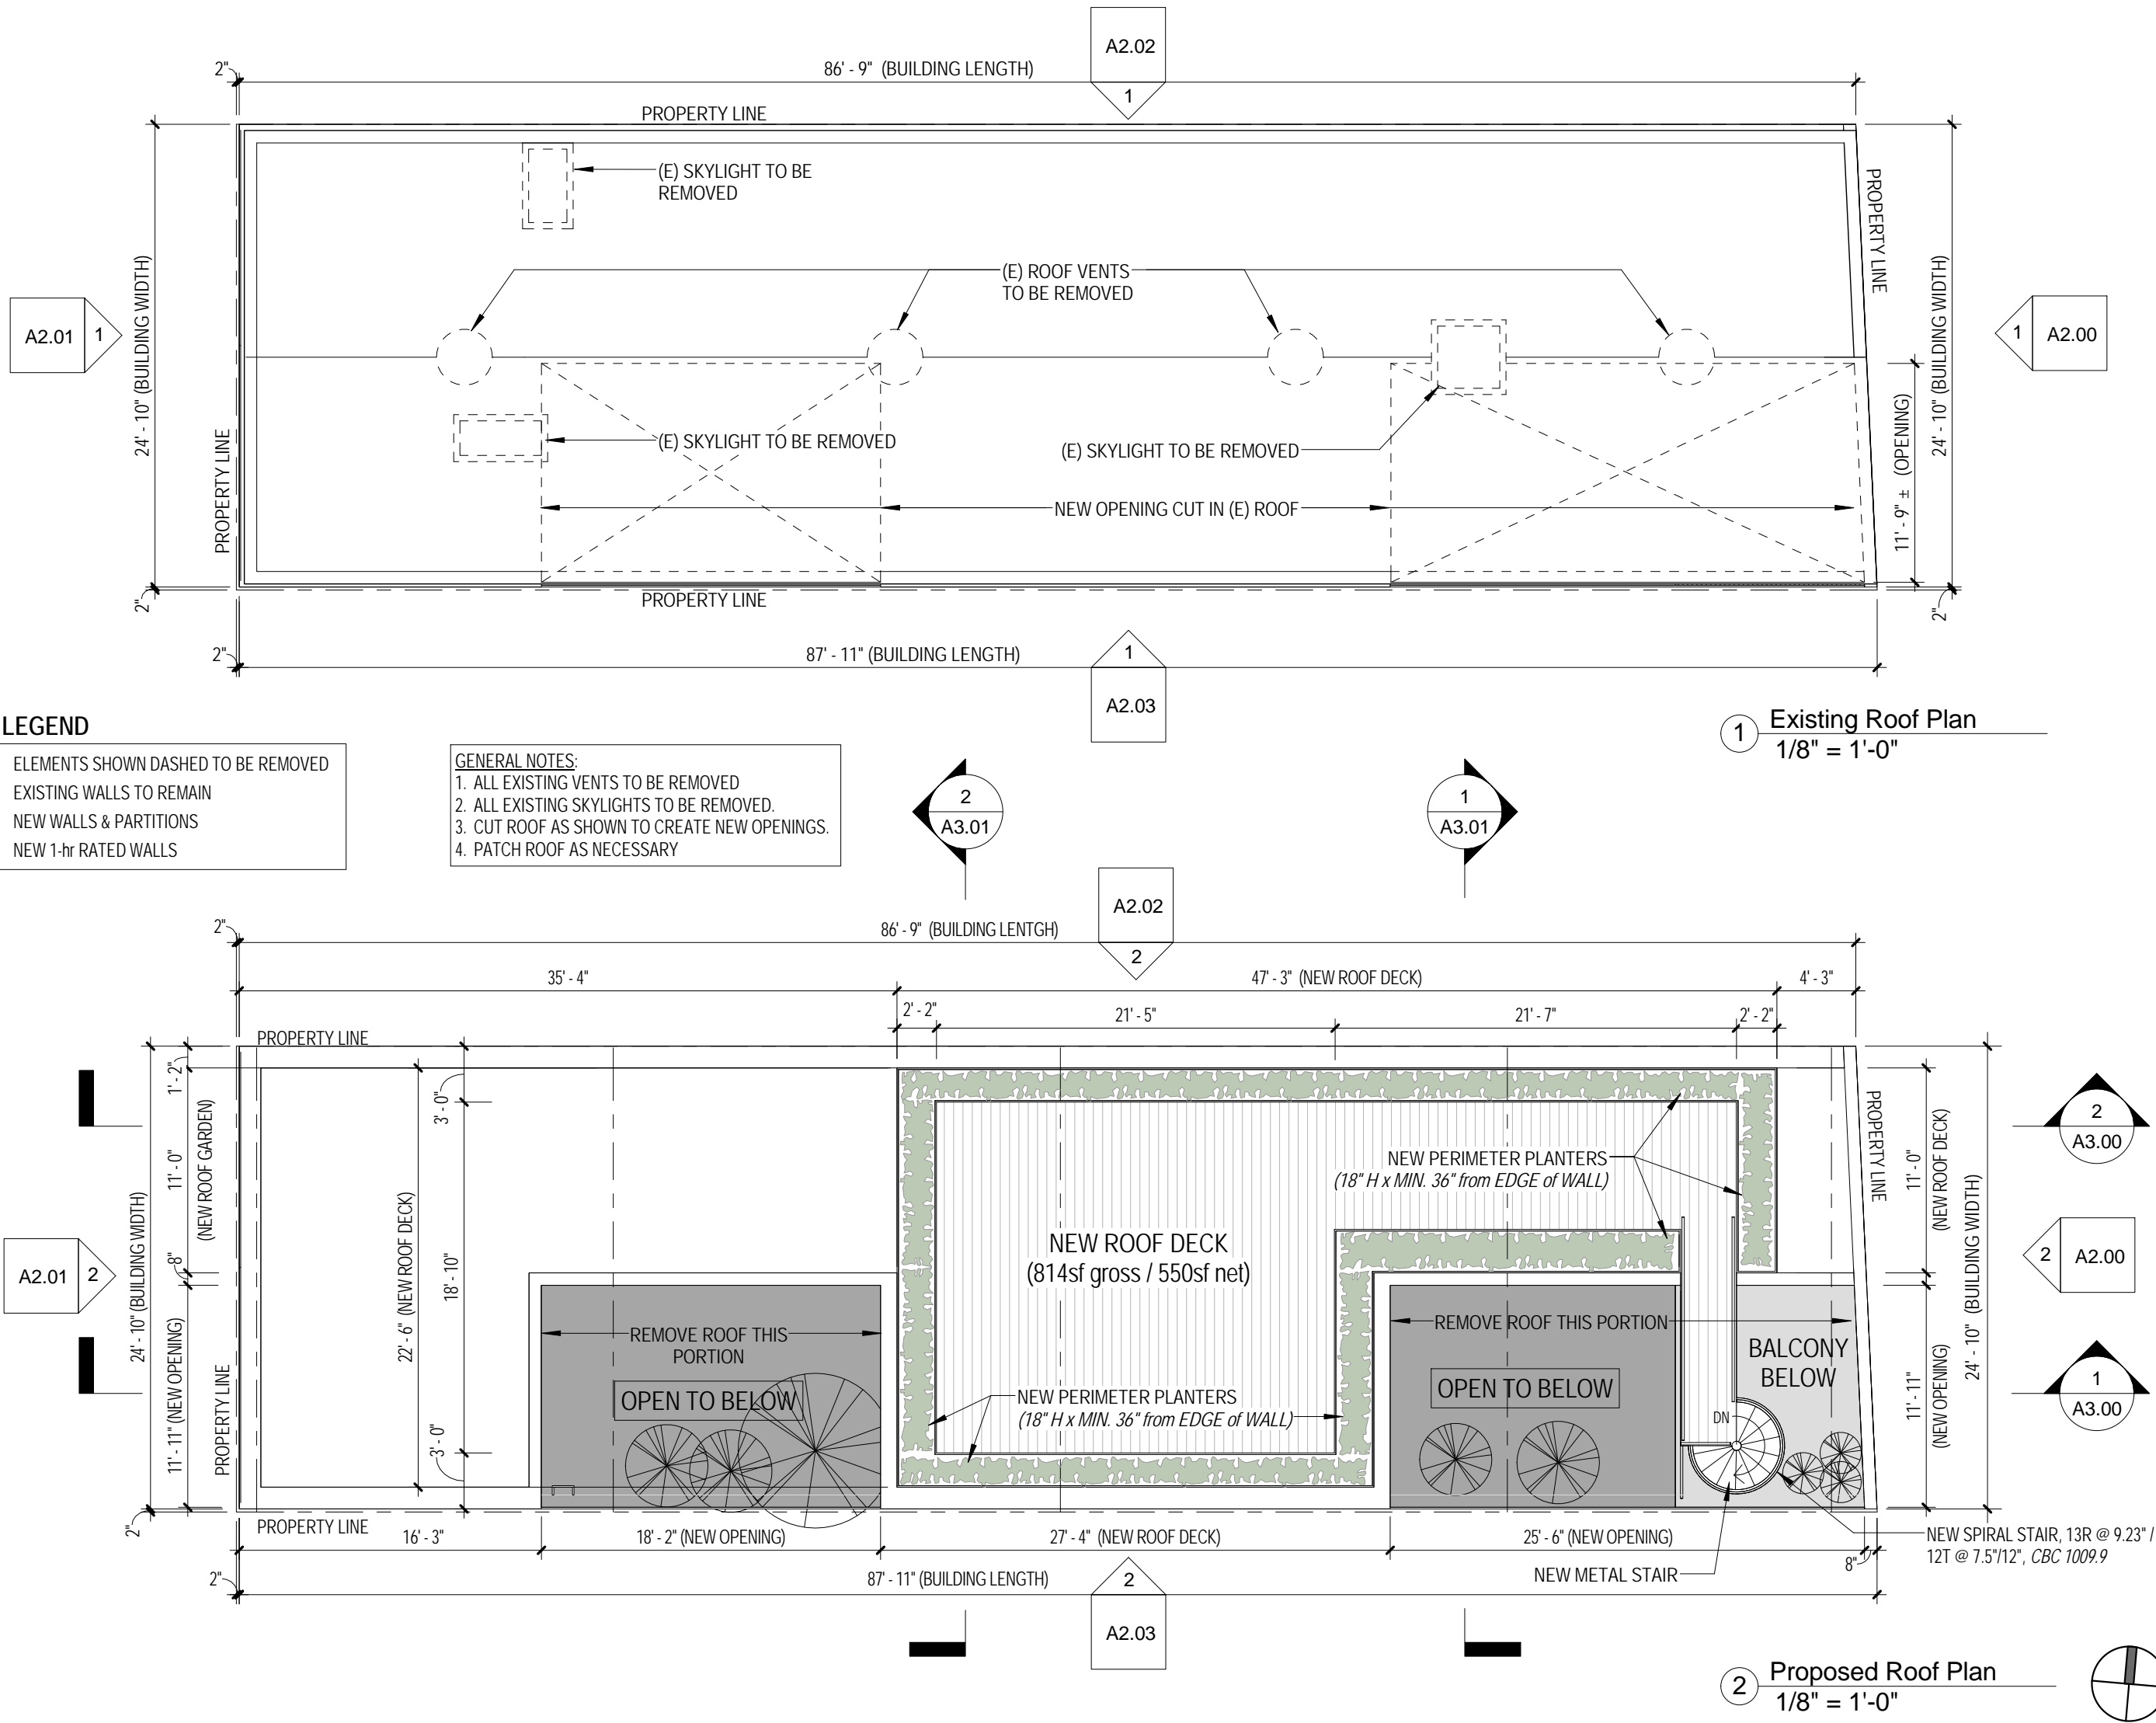 A2.02
1
2"
86' - 9" (BUILDING LENGTH)
PROPERTY LINE
(E) SKYLIGHT TO BE
REMOVED
PROPERTY LINE
(E) ROOF VENTS
TO BE REMOVED
24' - 10" (BUILDING WIDTH)
24' - 10" (BUILDING WIDTH)
A2.01
1
1
A2.00
(E) SKYLIGHT TO BE REMOVED
(E) SKYLIGHT TO BE REMOVED
11' - 9" ± (OPENING)
PROPERTY LINE
NEW OPENING CUT IN (E) ROOF
2"
PROPERTY LINE
2"
2"
87' - 11" (BUILDING LENGTH)
1
A2.03
1
Existing Roof Plan
1/8" = 1'-0"
LEGEND
ELEMENTS SHOWN DASHED TO BE REMOVED
EXISTING WALLS TO REMAIN
NEW WALLS & PARTITIONS
NEW 1-hr RATED WALLS
GENERAL NOTES:
1. ALL EXISTING VENTS TO BE REMOVED
2. ALL EXISTING SKYLIGHTS TO BE REMOVED.
3. CUT ROOF AS SHOWN TO CREATE NEW OPENINGS.
4. PATCH ROOF AS NECESSARY
2
A3.01
1
A3.01
A2.02
2
2"
86' - 9" (BUILDING LENTGH)
35' - 4"
47' - 3" (NEW ROOF DECK)
4' - 3"
2' - 2"
21' - 5"
21' - 7"
2' - 2"
PROPERTY LINE
1' - 2"
11' - 0"
(NEW ROOF GARDEN)
8"
11' - 11" (NEW OPENING)
24' - 10" (BUILDING WIDTH)
PROPERTY LINE
22' - 6" (NEW ROOF DECK)
3' - 0"
18' - 10"
3' - 0"
A2.01
2
NEW PERIMETER PLANTERS
(18" H x MIN. 36" from EDGE of WALL)
NEW ROOF DECK
(814sf gross / 550sf net)
REMOVE ROOF THIS
PORTION
OPEN TO BELOW
NEW PERIMETER PLANTERS
(18" H x MIN. 36" from EDGE of WALL)
REMOVE ROOF THIS PORTION
OPEN TO BELOW
BALCONY
BELOW
DN
PROPERTY LINE
11' - 0"
(NEW ROOF DECK)
11' - 11"
(NEW OPENING)
24' - 10" (BUILDING WIDTH)
2
A3.00
2
A2.00
1
A3.00
2"
PROPERTY LINE
16' - 3"
18' - 2" (NEW OPENING)
27' - 4" (NEW ROOF DECK)
25' - 6" (NEW OPENING)
8"
NEW SPIRAL STAIR, 13R @ 9.23" /
12T @ 7.5"/12", CBC 1009.9
NEW METAL STAIR
2"
87' - 11" (BUILDING LENGTH)
2
A2.03
2
Proposed Roof Plan
1/8" = 1'-0"